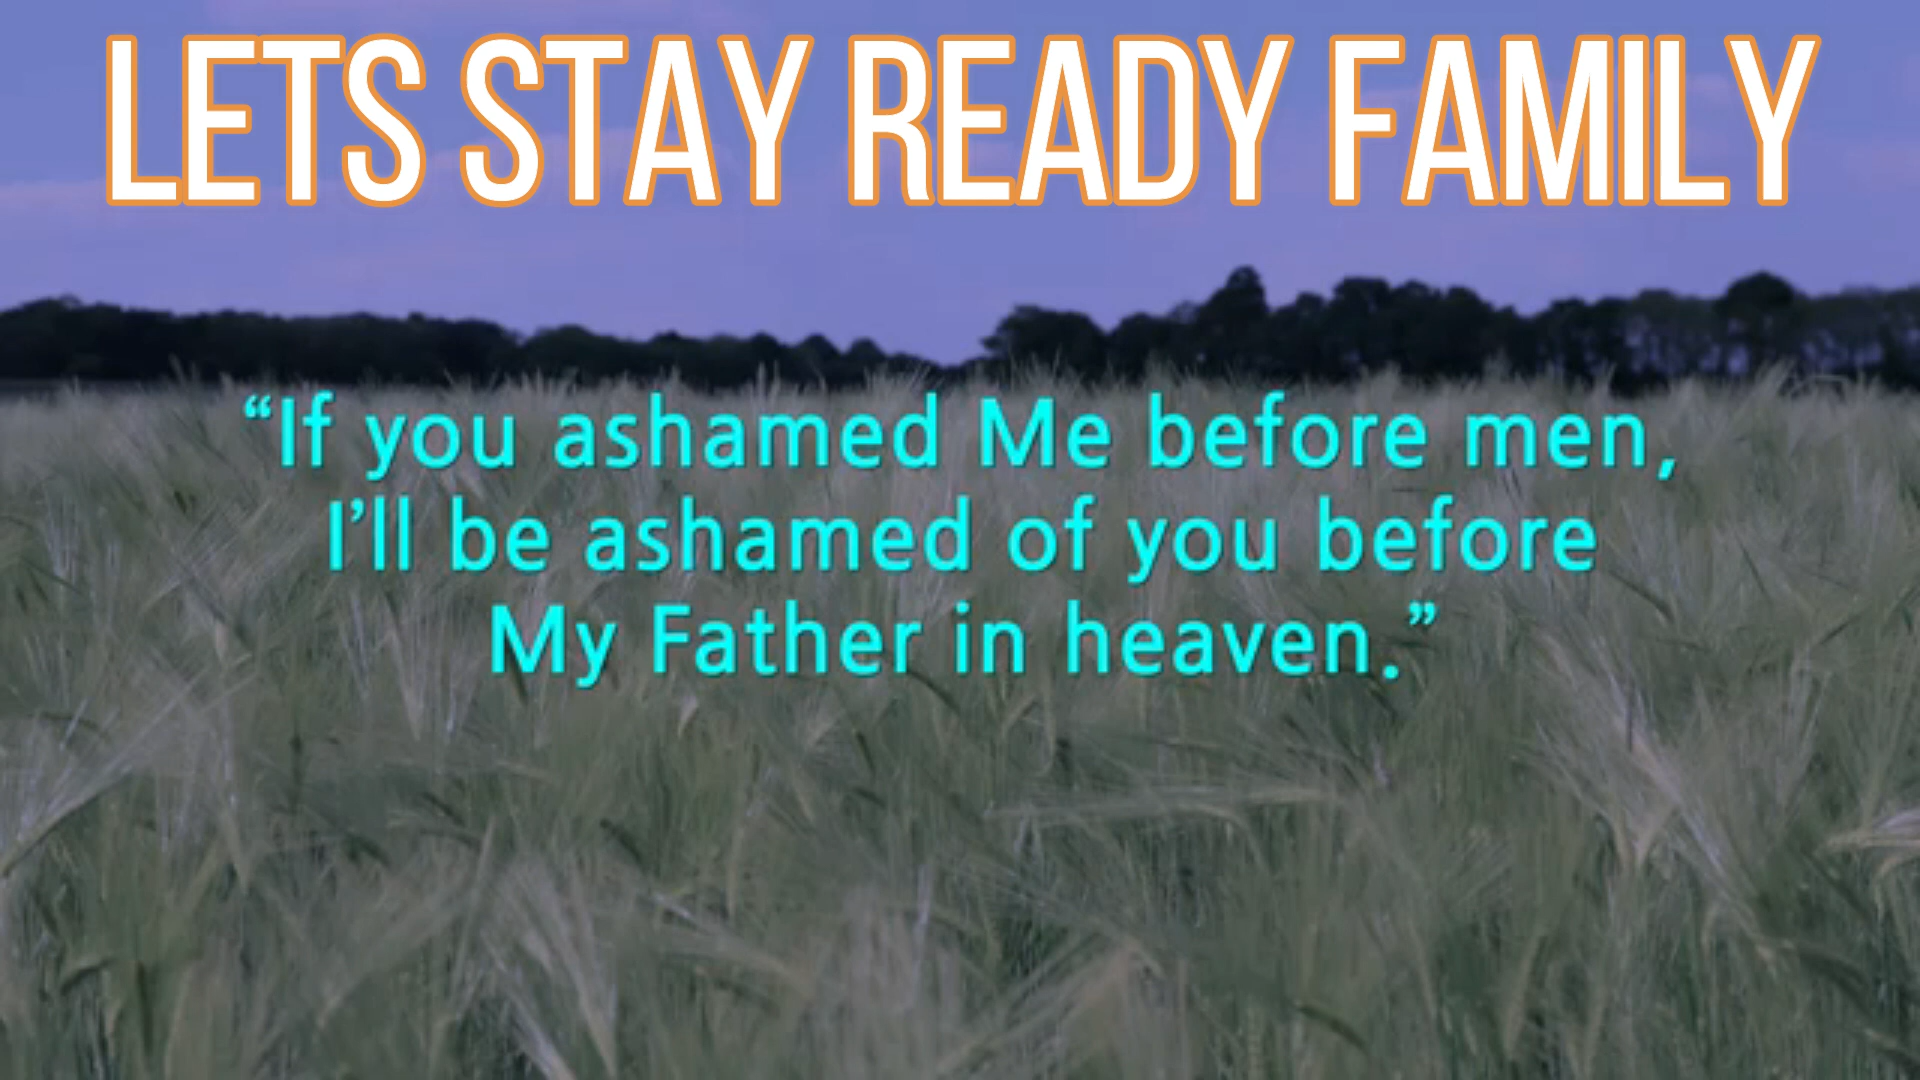 LETS STAY READY FAMILY
“If you ashamed Me before men,
I’ll be ashamed of you before
My Father in heaven.”